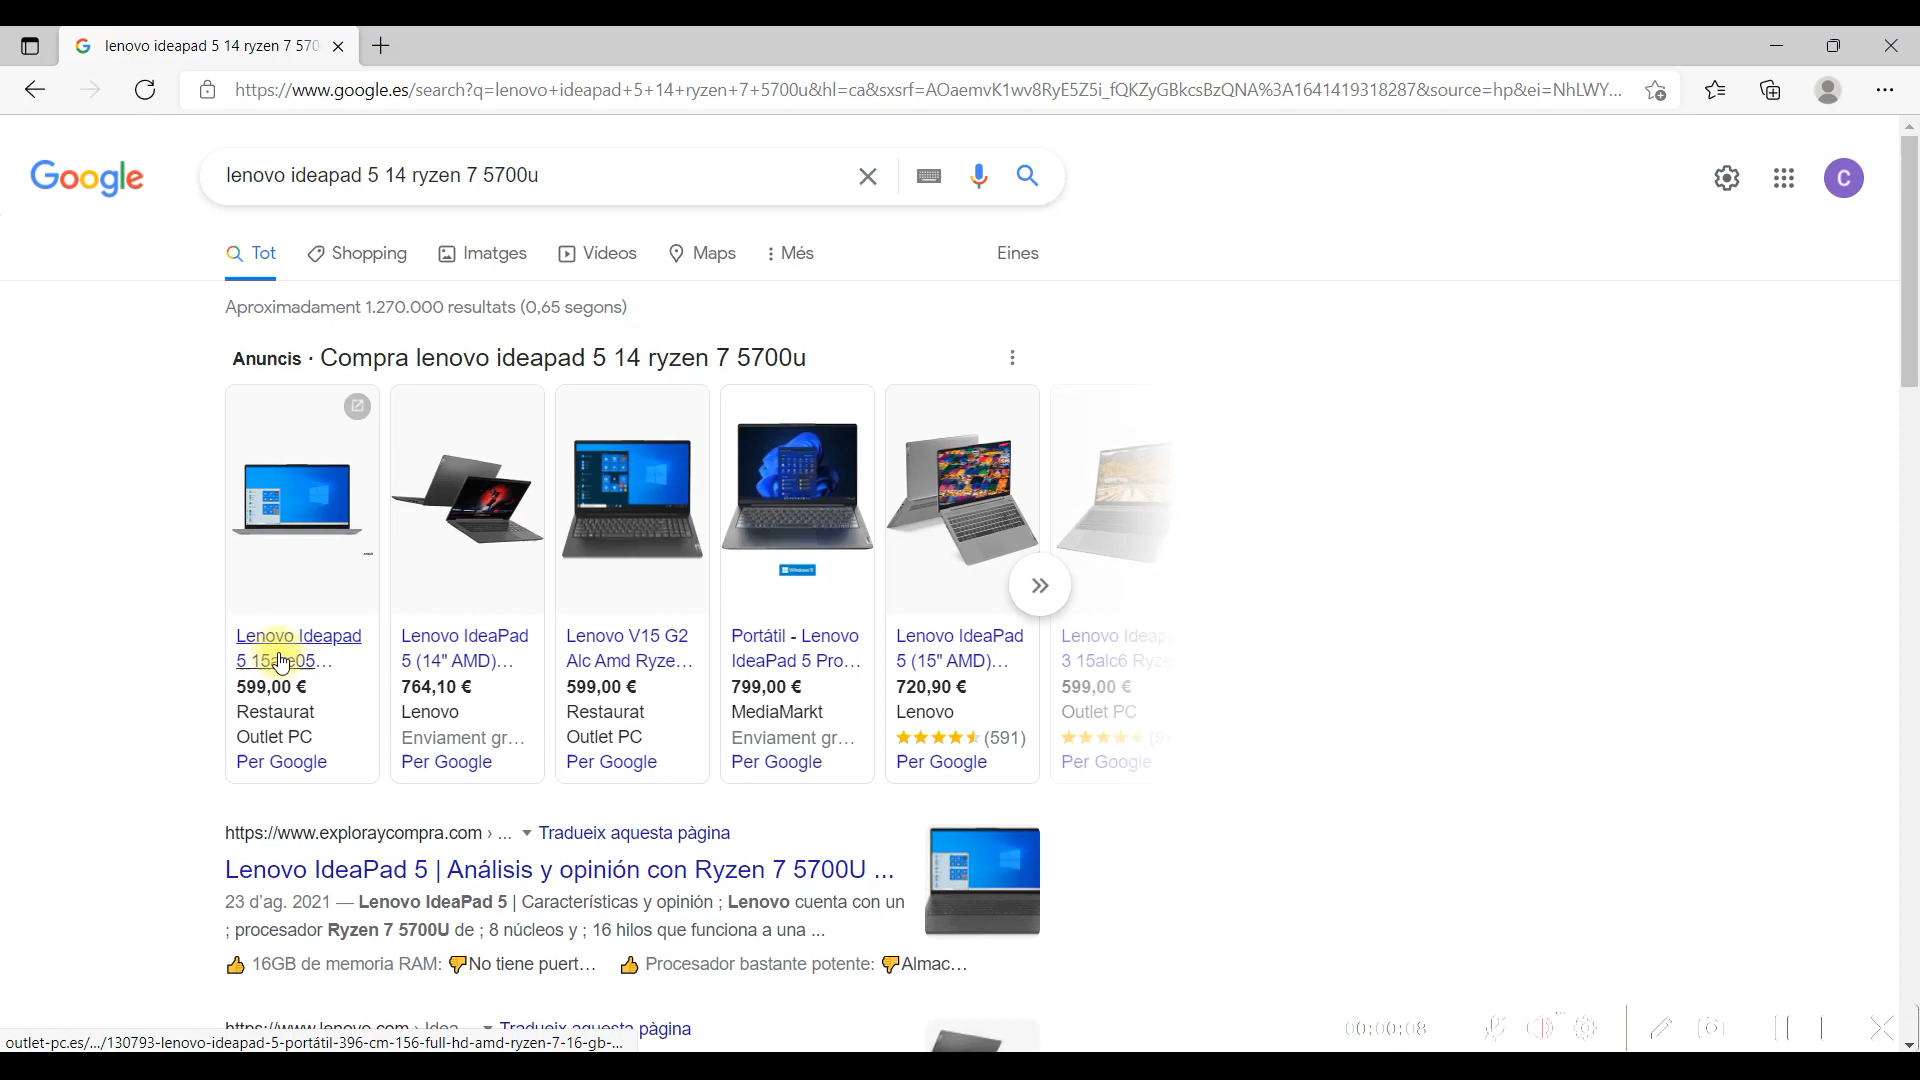 lenovo ideapad 5 14 ryzen 7 570
https://www.google.es/search?q=lenovo+ideapad+5+14+ryzen+7+5700u&hl=ca&sxsrf=AOaemvK1wv8RyE5Z5i_fQKZyGBkcsBzQNA%3A1641419318287&source=hp&ei=NhLWY...
Google
lenovo ideapad 5 14 ryzen 7 5700u
C
Tot Shopping Imatges Vídeos Maps Més Eines
Aproximadament 1.270.000 resultats (0,65 segons)
Anuncis · Compra lenovo ideapad 5 14 ryzen 7 5700u
Lenovo Ideapad
5 15are05...
599,00 €
Restaurat
Outlet PC
Per Google
Lenovo IdeaPad
5 (14" AMD)...
764,10 €
Lenovo
Enviament gr...
Per Google
Lenovo V15 G2
Alc Amd Ryze...
599,00 €
Restaurat
Outlet PC
Per Google
Portátil - Lenovo
IdeaPad 5 Pro...
799,00 €
MediaMarkt
Enviament gr...
Per Google
Lenovo IdeaPad
5 (15" AMD)...
720,90 €
Lenovo
(591)
Per Google
Lenovo Ideap
3 15alc6 Ryze
599,00 €
Outlet PC
Per Google
https://www.exploraycompra.com › ... Tradueix aquesta pàgina
Lenovo IdeaPad 5 | Análisis y opinión con Ryzen 7 5700U ...
23 d'ag. 2021 — Lenovo IdeaPad 5 | Características y opinión ; Lenovo cuenta con un
; procesador Ryzen 7 5700U de ; 8 núcleos y ; 16 hilos que funciona a una ...
👍 16GB de memoria RAM: 👎No tiene puert... 👍 Procesador bastante potente: 👎Almac...
https://www.lenovo.com › Idea... Tradueix aquesta pàgina
outlet-pc.es/.../130793-lenovo-ideapad-5-portátil-396-cm-156-full-hd-amd-ryzen-7-16-gb-...
00:00:08